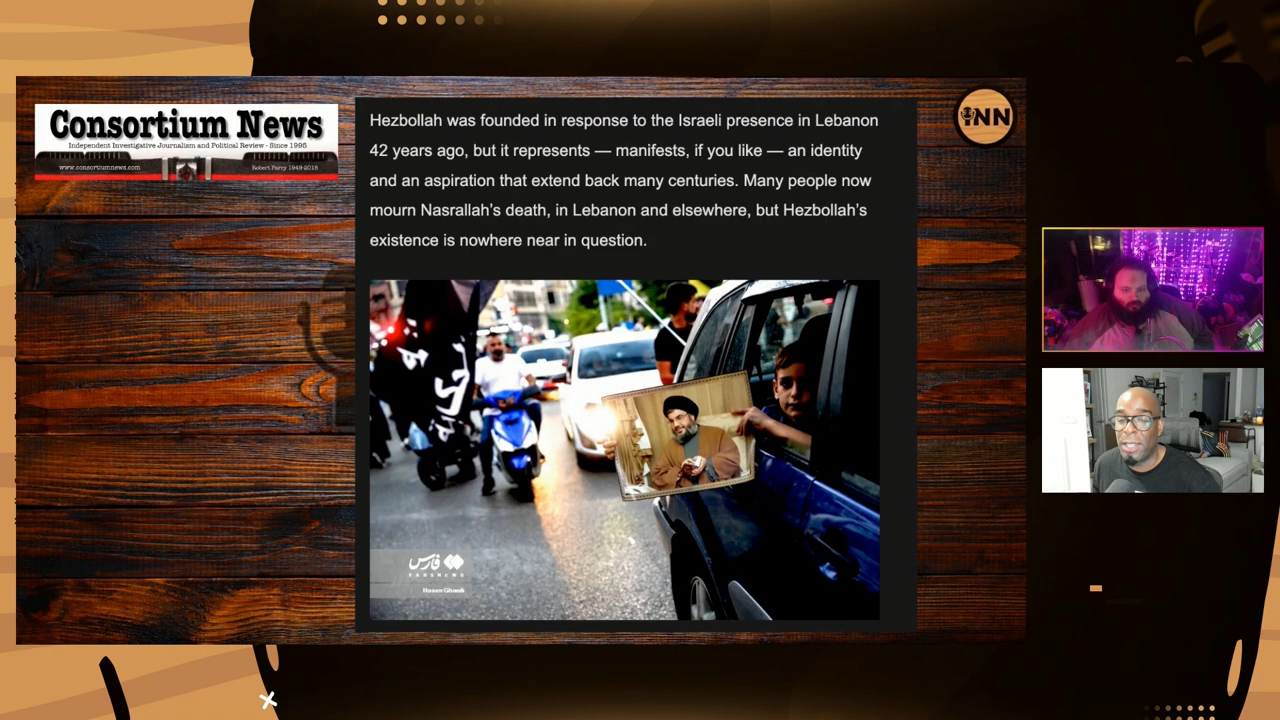 Consortium News
Independent Investigative Journalism and Political Review - Since 1995
www.consortiumnews.com
Robert Parry 1949-2018
iNN
Hezbollah was founded in response to the Israeli presence in Lebanon
42 years ago, but it represents — manifests, if you like — an identity
and an aspiration that extend back many centuries. Many people now
mourn Nasrallah’s death, in Lebanon and elsewhere, but Hezbollah’s
existence is nowhere near in question.
فارس
FARSNEWS
Hasan Ghaedi